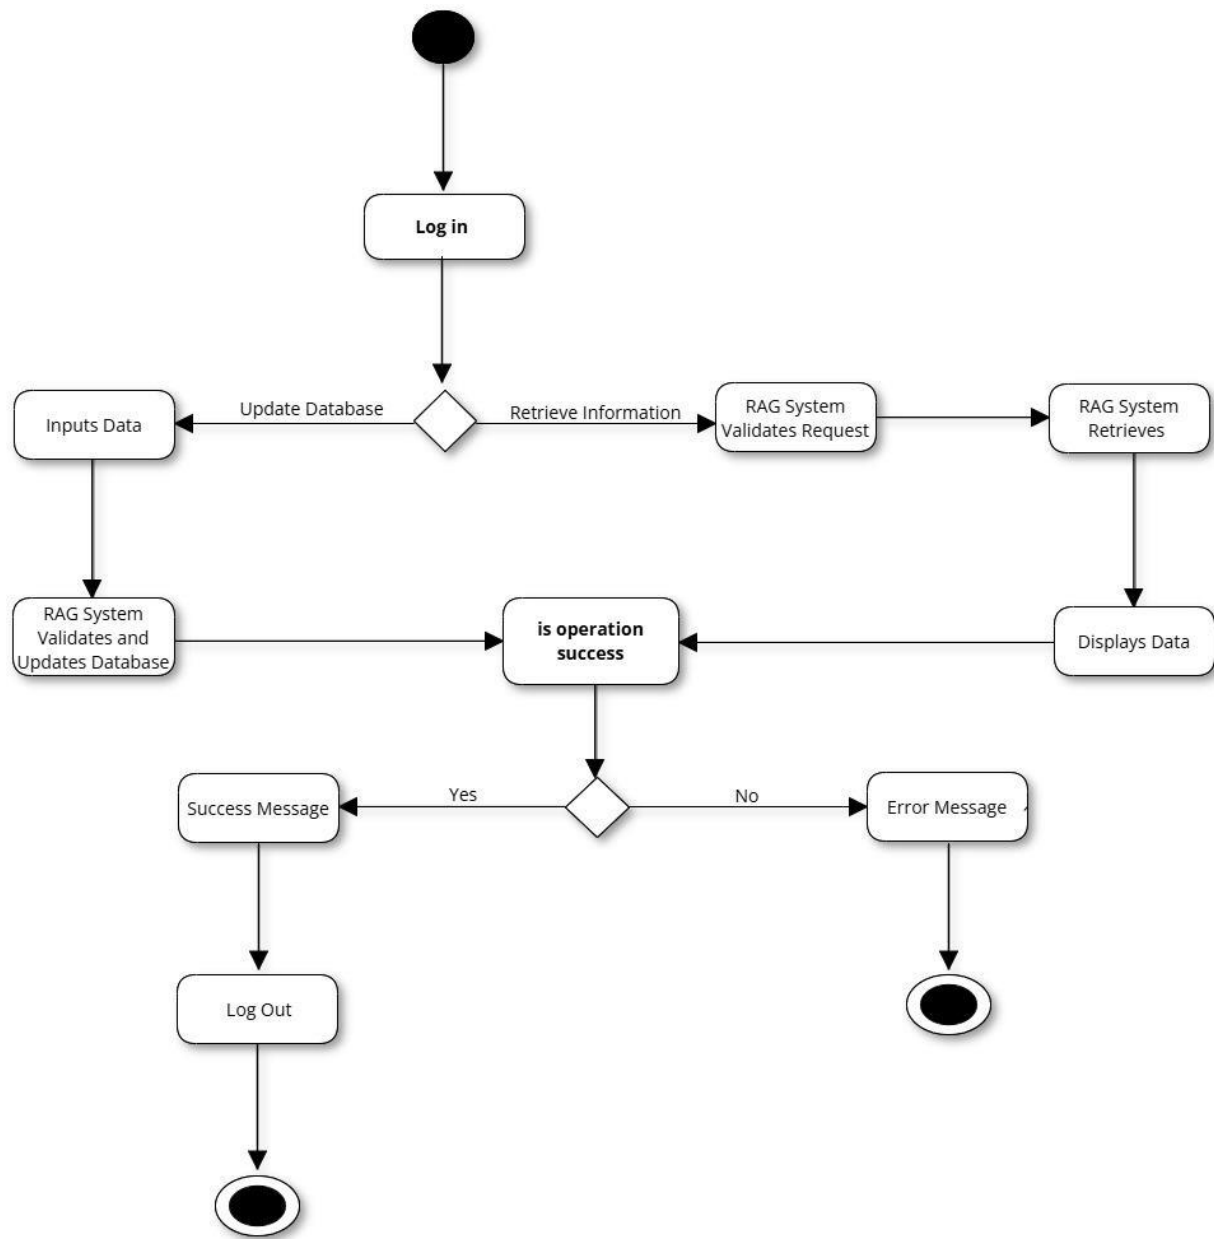 Log in
Update Database
Retrieve Information
Inputs Data
RAG System
Validates Request
RAG System
Retrieves
RAG System
Validates and
Updates Database
is operation
success
Displays Data
Yes
No
Success Message
Error Message
Log Out